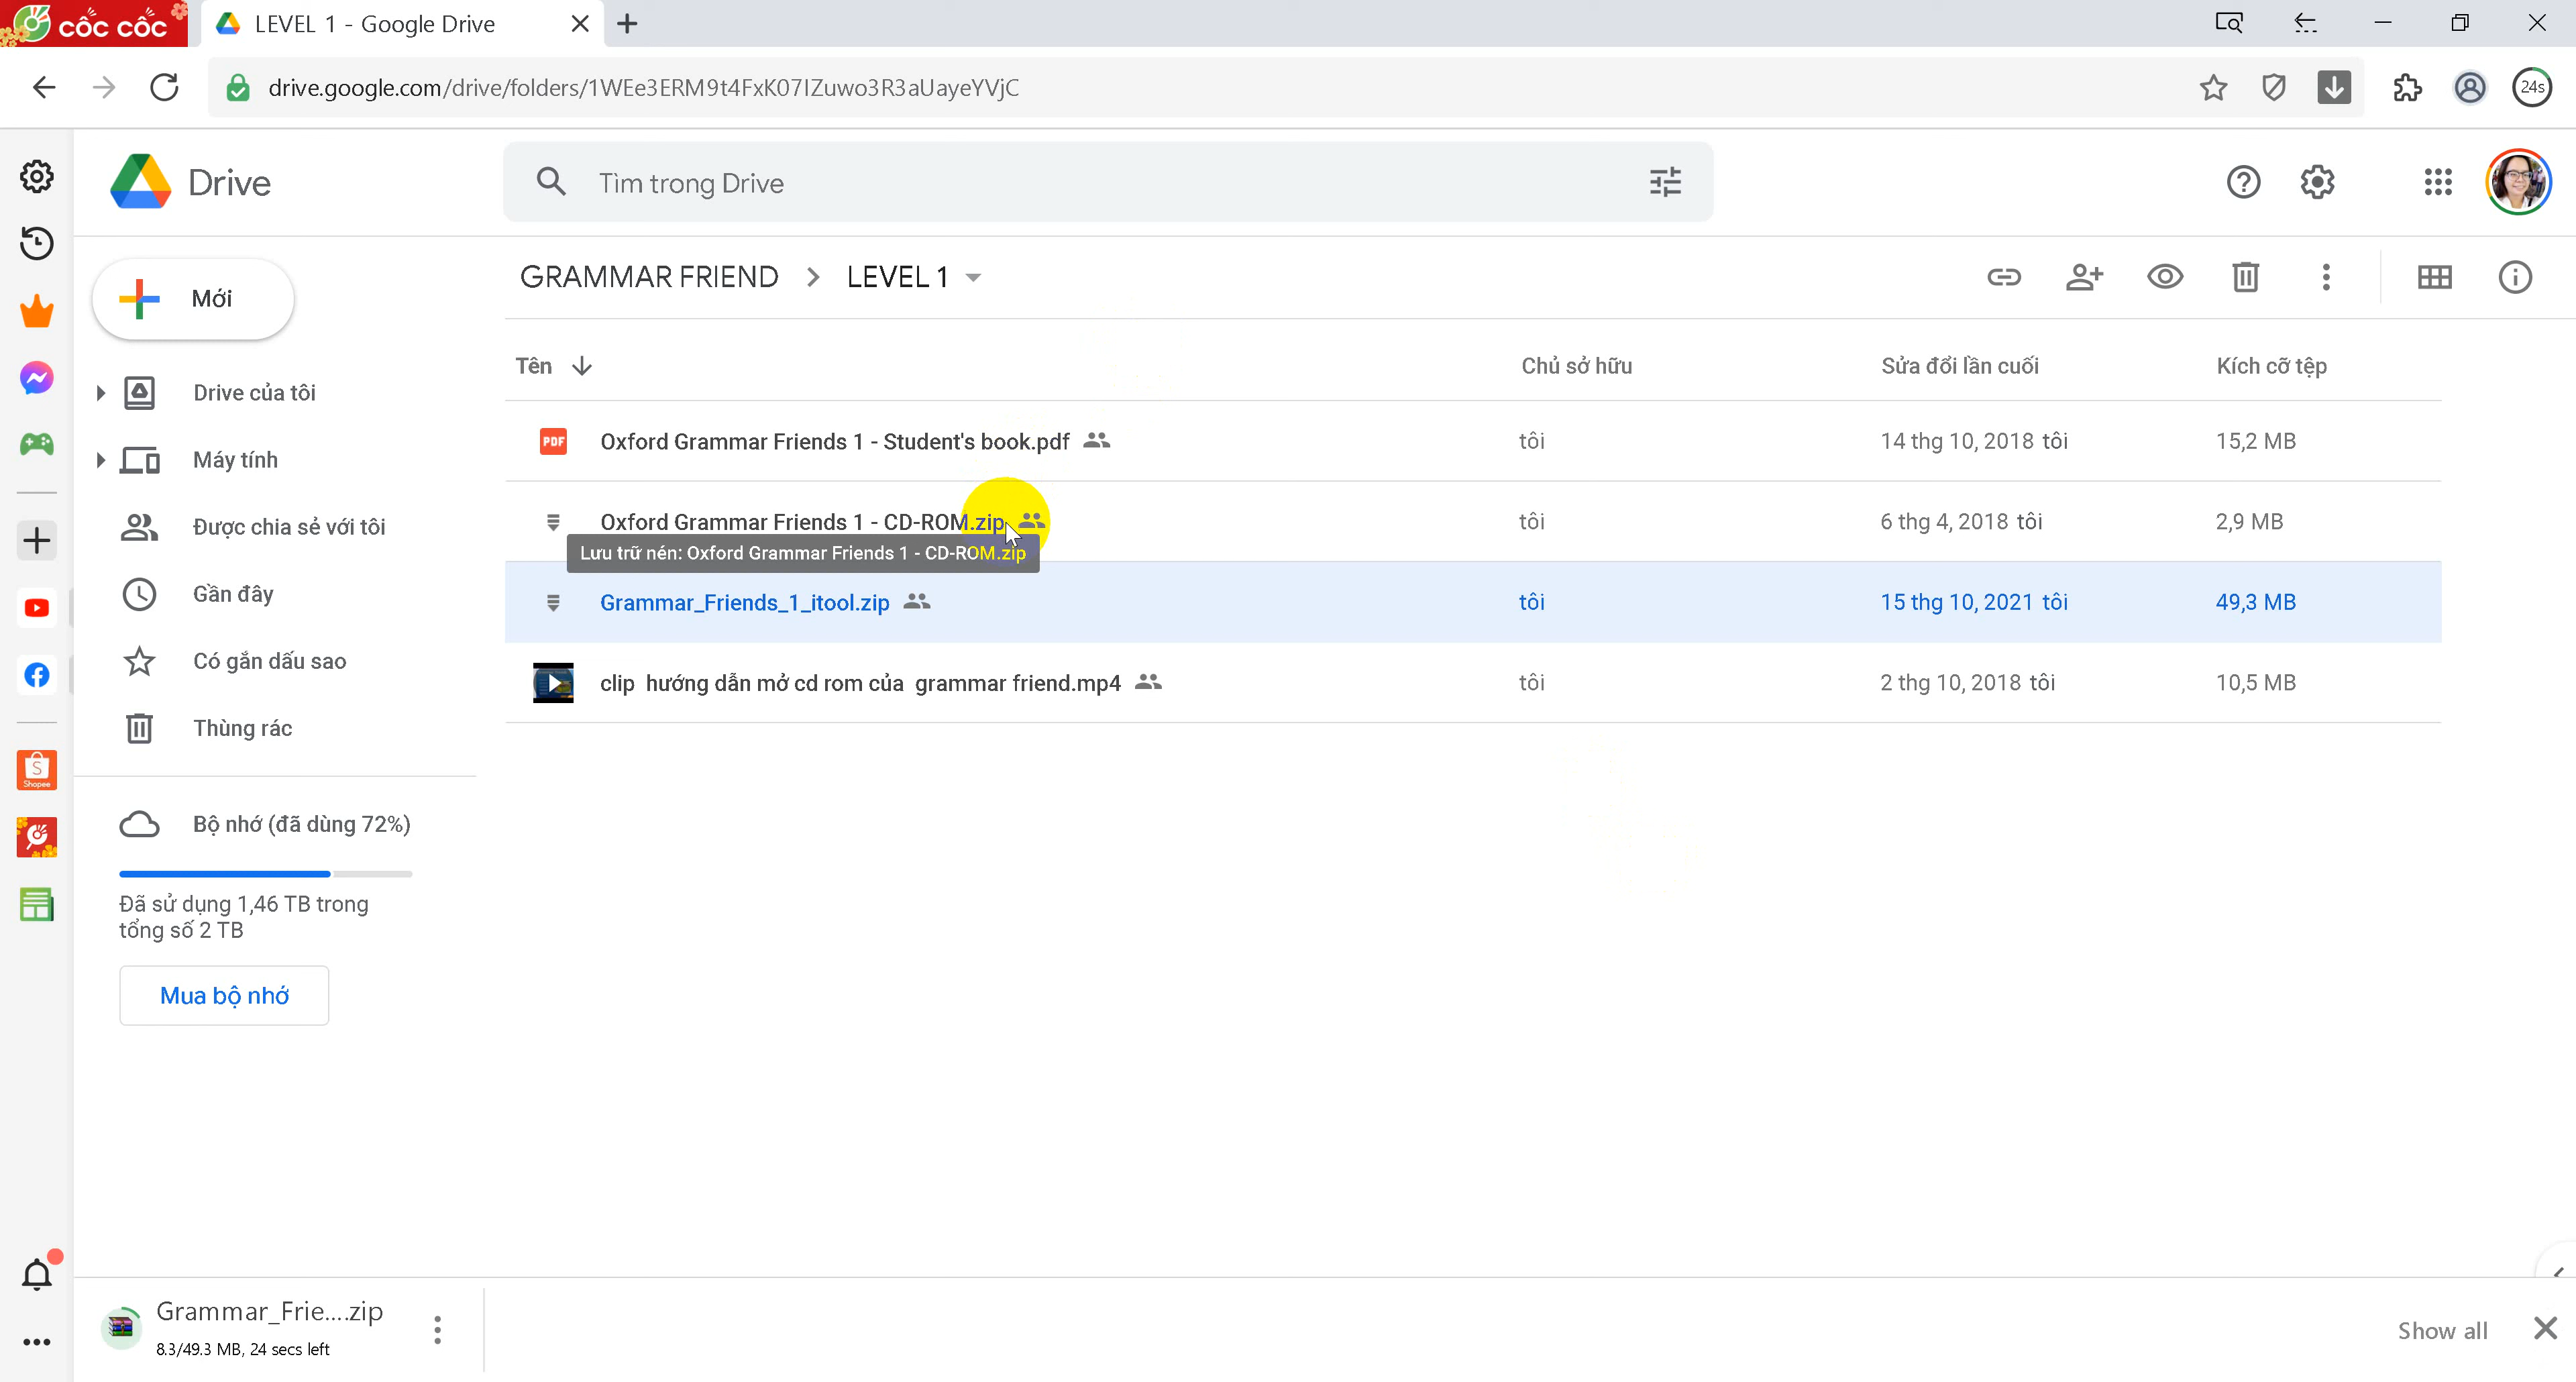 cốc cốc
LEVEL 1 - Google Drive
drive.google.com/drive/folders/1WEe3ERM9t4FxK07IZuwo3R3aUayeYVjC
24s
Drive
Tìm trong Drive
Mới
GRAMMAR FRIEND > LEVEL 1
Drive của tôi
Máy tính
Được chia sẻ với tôi
Gần đây
Có gắn dấu sao
Thùng rác
Bộ nhớ (đã dùng 72%)
Đã sử dụng 1,46 TB trong
tổng số 2 TB
Mua bộ nhớ
Shopee
Tên Chủ sở hữu Sửa đổi lần cuối Kích cỡ tệp
PDF Oxford Grammar Friends 1 - Student's book.pdf tôi 14 thg 10, 2018 tôi 15,2 MB
Oxford Grammar Friends 1 - CD-ROM.zip tôi 6 thg 4, 2018 tôi 2,9 MB
Lưu trữ nén: Oxford Grammar Friends 1 - CD-ROM.zip
Grammar_Friends_1_itool.zip tôi 15 thg 10, 2021 tôi 49,3 MB
clip hướng dẫn mở cd rom của grammar friend.mp4 tôi 2 thg 10, 2018 tôi 10,5 MB
Grammar_Frie....zip
8.3/49.3 MB, 24 secs left
Show all